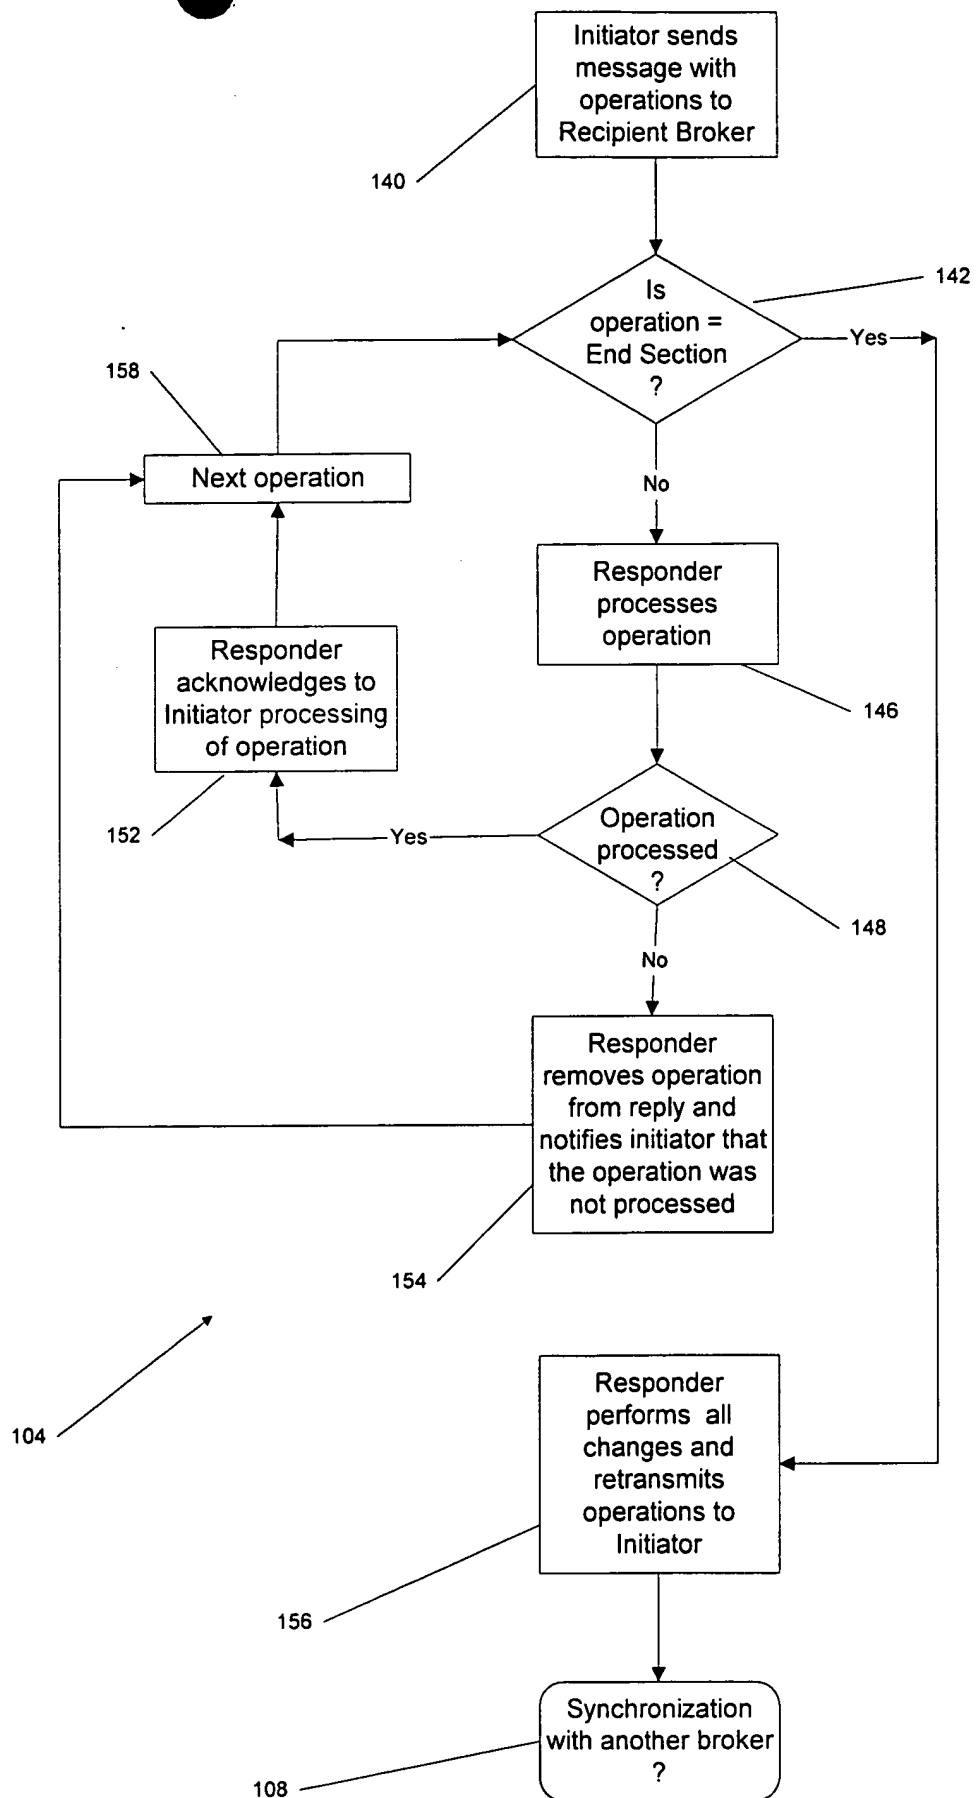 Initiator sends
message with
operations to
Recipient Broker
140
142
Is
operation =
End Section
?
Yes
158
Next operation
No
Responder
processes
operation
Responder
acknowledges to
Initiator processing
of operation
146
152
Yes
Operation
processed
?
148
No
Responder
removes operation
from reply and
notifies initiator that
the operation was
not processed
154
104
Responder
performs all
changes and
retransmits
operations to
Initiator
156
Synchronization
with another broker
?
108